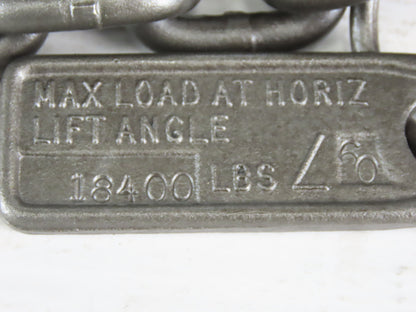 MAX LOAD AT HORIZ
LIFT ANGLE
18400 LBS ∠ 60